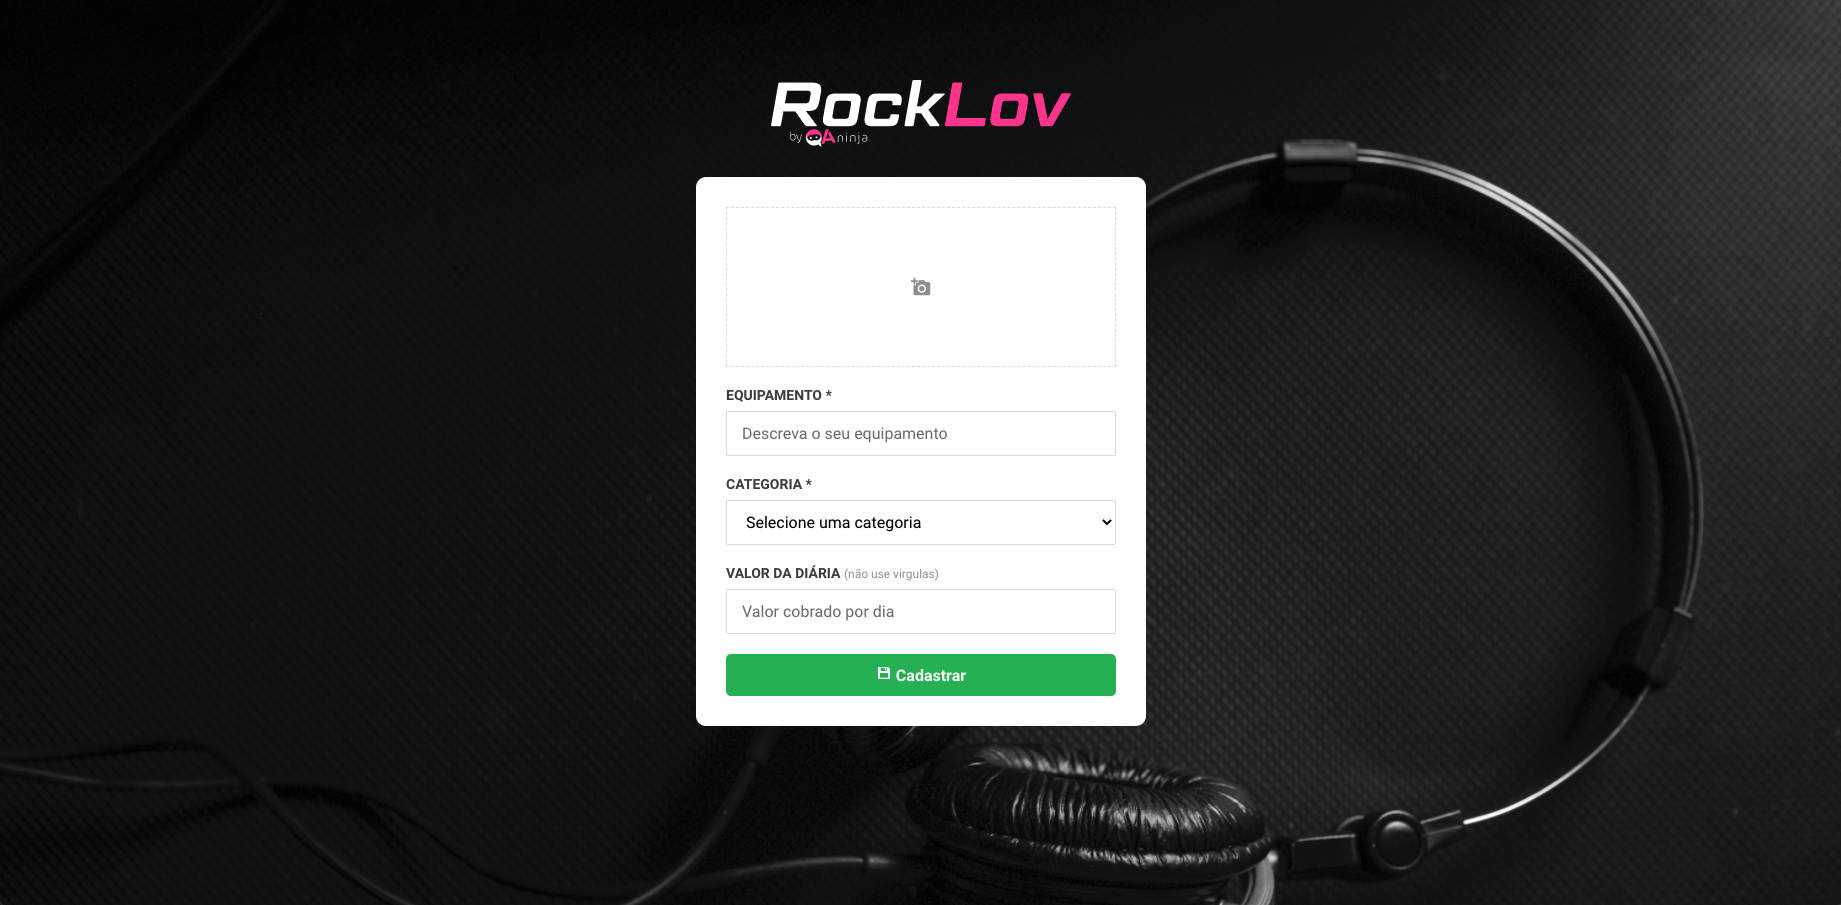 RockLov
by QAninja
EQUIPAMENTO *
Descreva o seu equipamento
CATEGORIA *
Selecione uma categoria
VALOR DA DIÁRIA (não use virgulas)
Valor cobrado por dia
Cadastrar